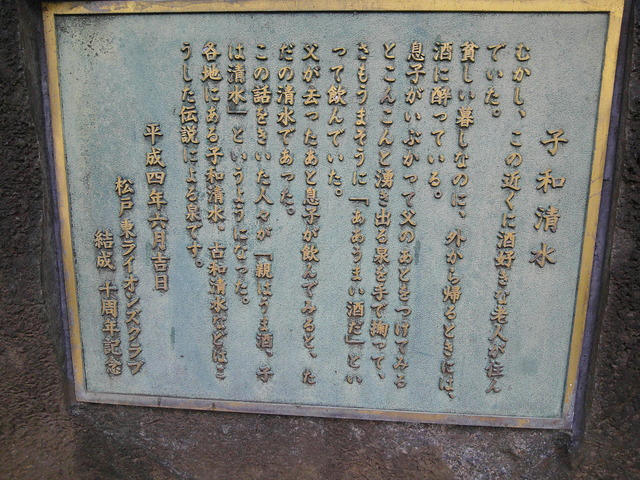 子和清水
むかし、この近くに酒好きな老人が住ん
でいた。
貧しい暮しなのに、外から帰るときには、
酒に酔っている。
息子がいぶかって父のあとをつけてみる
とこんこんと湧き出る泉を手で掬って、
さもうまそうに「ああうまい酒だ」とい
って飲んでいた。
父が去ったあと息子が飲んでみると、た
だの清水であった。
この話をきいた人々が「親はうま酒、子
は清水」というようになった。
各地にある子和清水、古和清水などはこ
うした伝説による泉です。
平成四年六月吉日
松戸東ライオンズクラブ
結成十周年記念